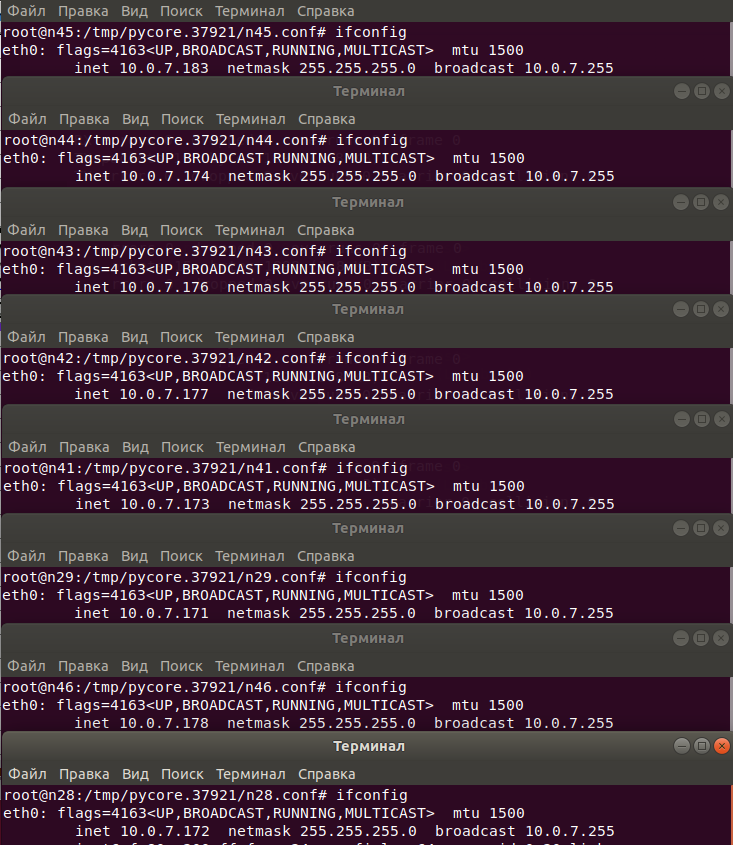 Файл Правка Вид Поиск Терминал Справка
root@n45:/tmp/pycore.37921/n45.conf# ifconfig
eth0: flags=4163<UP,BROADCAST,RUNNING,MULTICAST>  mtu 1500
        inet 10.0.7.183  netmask 255.255.255.0  broadcast 10.0.7.255
Терминал
Файл Правка Вид Поиск Терминал Справка
root@n44:/tmp/pycore.37921/n44.conf# ifconfig
eth0: flags=4163<UP,BROADCAST,RUNNING,MULTICAST>  mtu 1500
        inet 10.0.7.174  netmask 255.255.255.0  broadcast 10.0.7.255
Терминал
Файл Правка Вид Поиск Терминал Справка
root@n43:/tmp/pycore.37921/n43.conf# ifconfig
eth0: flags=4163<UP,BROADCAST,RUNNING,MULTICAST>  mtu 1500
        inet 10.0.7.176  netmask 255.255.255.0  broadcast 10.0.7.255
Терминал
Файл Правка Вид Поиск Терминал Справка
root@n42:/tmp/pycore.37921/n42.conf# ifconfig
eth0: flags=4163<UP,BROADCAST,RUNNING,MULTICAST>  mtu 1500
        inet 10.0.7.177  netmask 255.255.255.0  broadcast 10.0.7.255
Терминал
Файл Правка Вид Поиск Терминал Справка
root@n41:/tmp/pycore.37921/n41.conf# ifconfig
eth0: flags=4163<UP,BROADCAST,RUNNING,MULTICAST>  mtu 1500
        inet 10.0.7.173  netmask 255.255.255.0  broadcast 10.0.7.255
Терминал
Файл Правка Вид Поиск Терминал Справка
root@n29:/tmp/pycore.37921/n29.conf# ifconfig
eth0: flags=4163<UP,BROADCAST,RUNNING,MULTICAST>  mtu 1500
        inet 10.0.7.171  netmask 255.255.255.0  broadcast 10.0.7.255
Терминал
Файл Правка Вид Поиск Терминал Справка
root@n46:/tmp/pycore.37921/n46.conf# ifconfig
eth0: flags=4163<UP,BROADCAST,RUNNING,MULTICAST>  mtu 1500
        inet 10.0.7.178  netmask 255.255.255.0  broadcast 10.0.7.255
Терминал
Файл Правка Вид Поиск Терминал Справка
root@n28:/tmp/pycore.37921/n28.conf# ifconfig
eth0: flags=4163<UP,BROADCAST,RUNNING,MULTICAST>  mtu 1500
        inet 10.0.7.172  netmask 255.255.255.0  broadcast 10.0.7.255